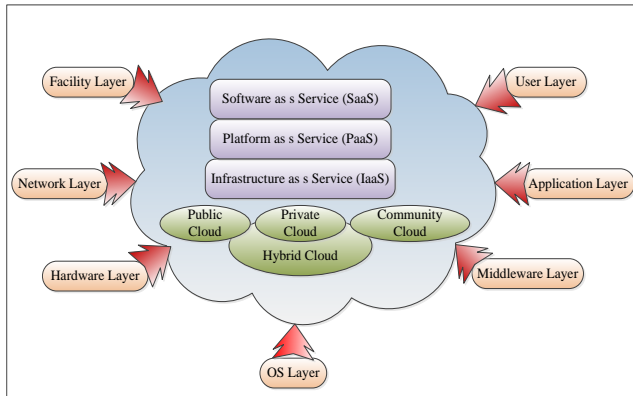 Facility Layer
User Layer
Software as s Service (SaaS)
Platform as s Service (PaaS)
Infrastructure as s Service (IaaS)
Network Layer
Application Layer
Public
Cloud
Private
Cloud
Community
Cloud
Hybrid Cloud
Hardware Layer
Middleware Layer
OS Layer